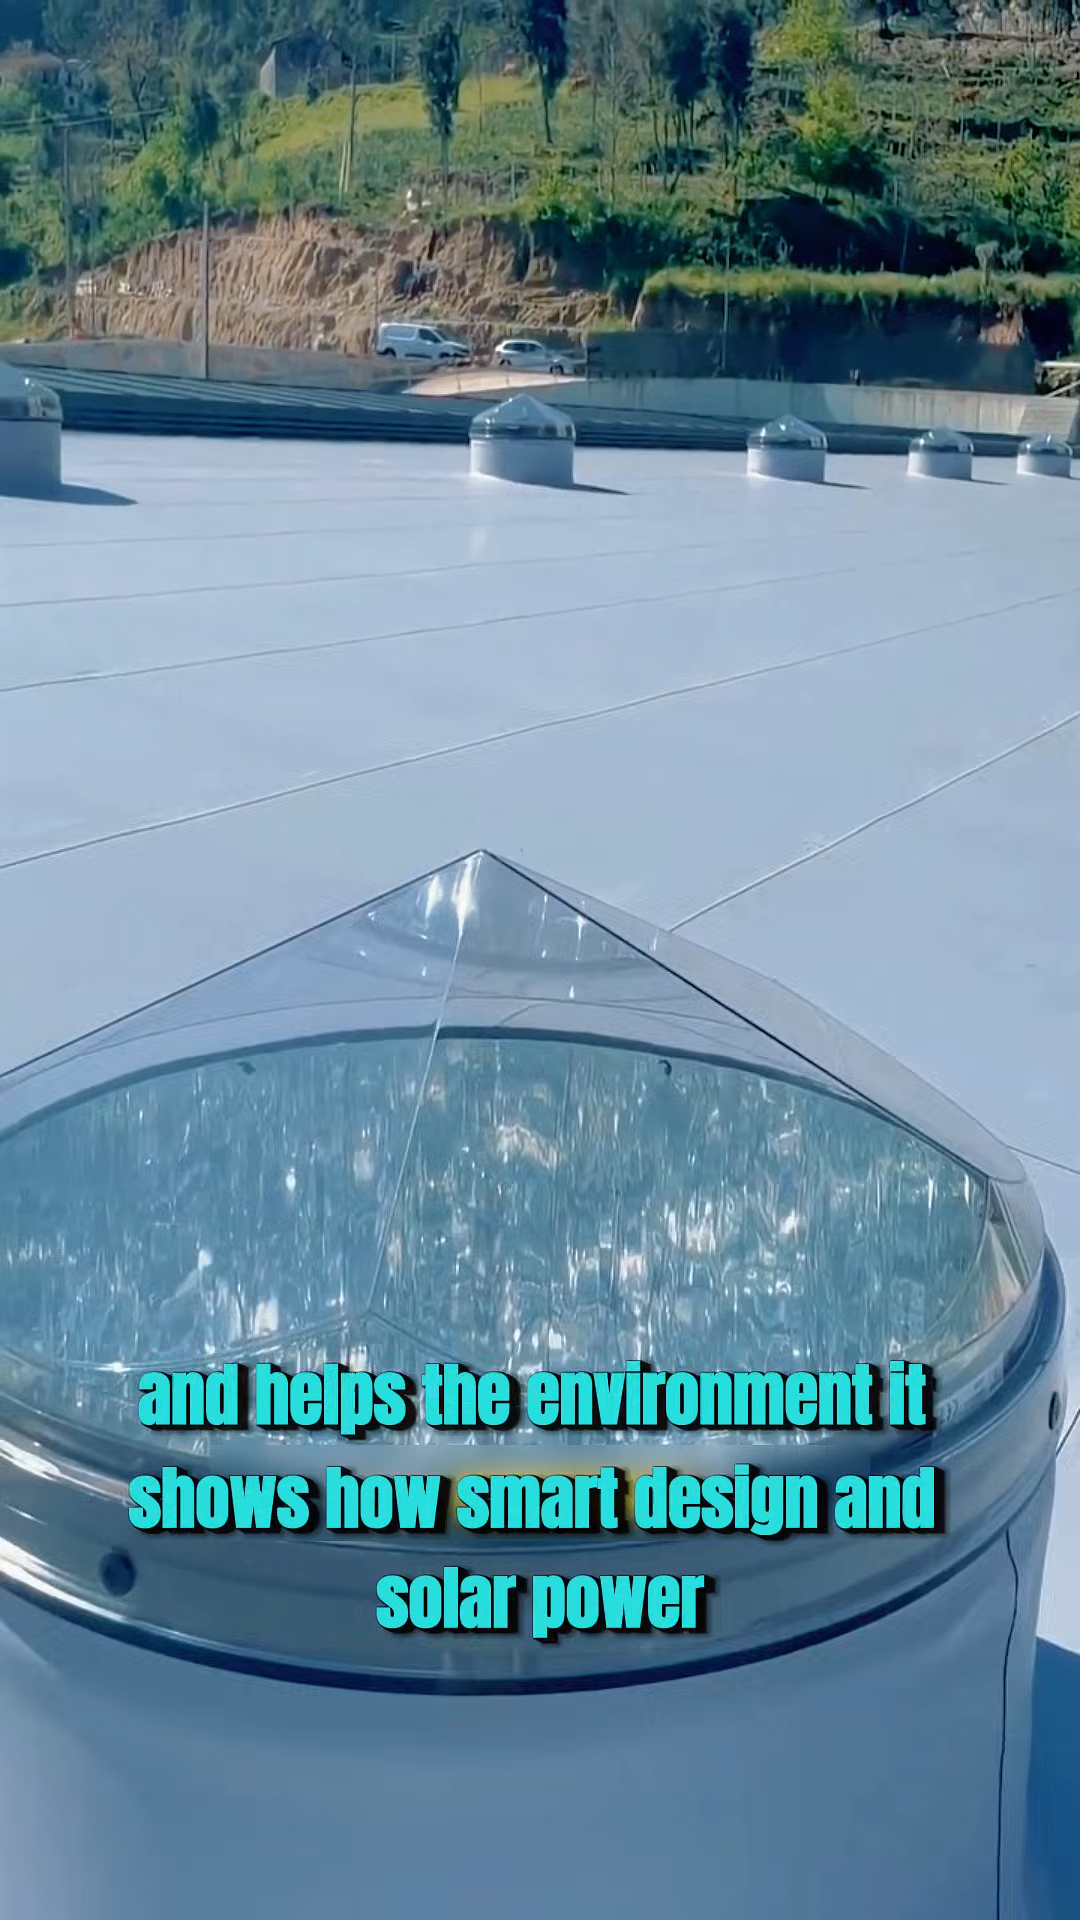 and helps the environment it
shows how smart design and
solar power